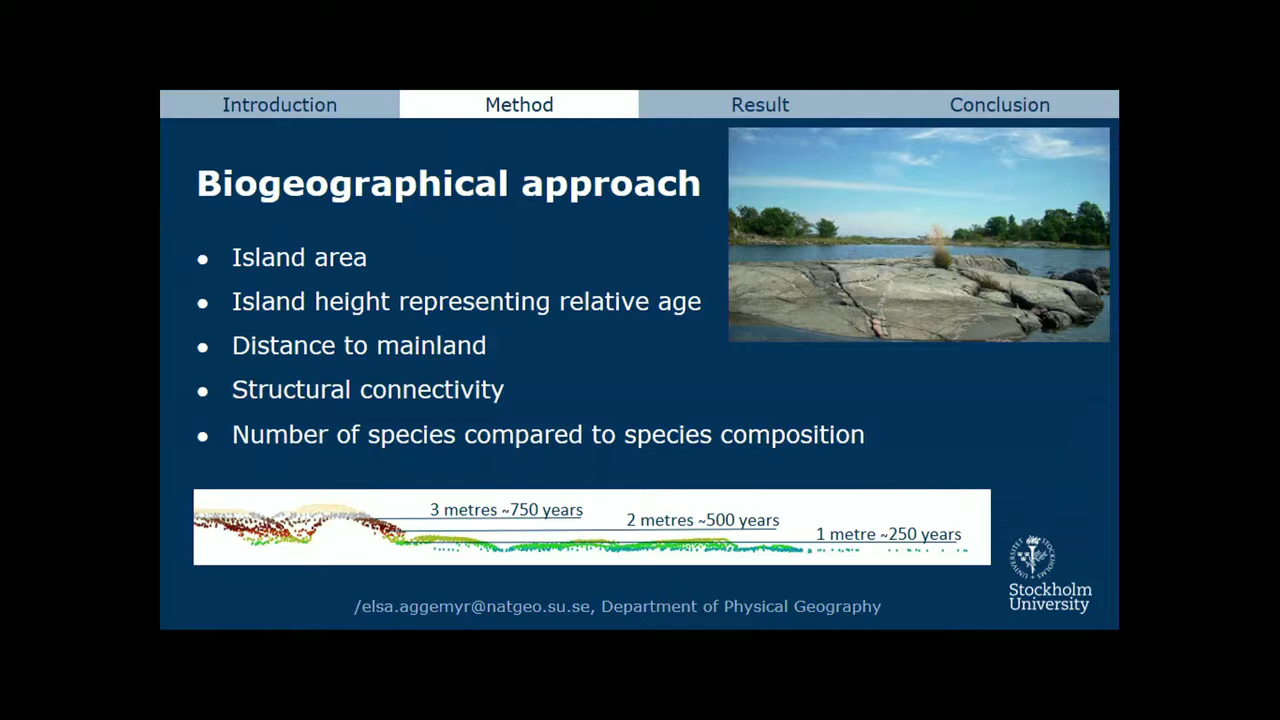 Introduction
Method
Result
Conclusion
Biogeographical approach
• Island area
• Island height representing relative age
• Distance to mainland
• Structural connectivity
• Number of species compared to species composition
3 metres ~750 years
2 metres ~500 years
1 metre ~250 years
Stockholm
University
/elsa.aggemyr@natgeo.su.se, Department of Physical Geography